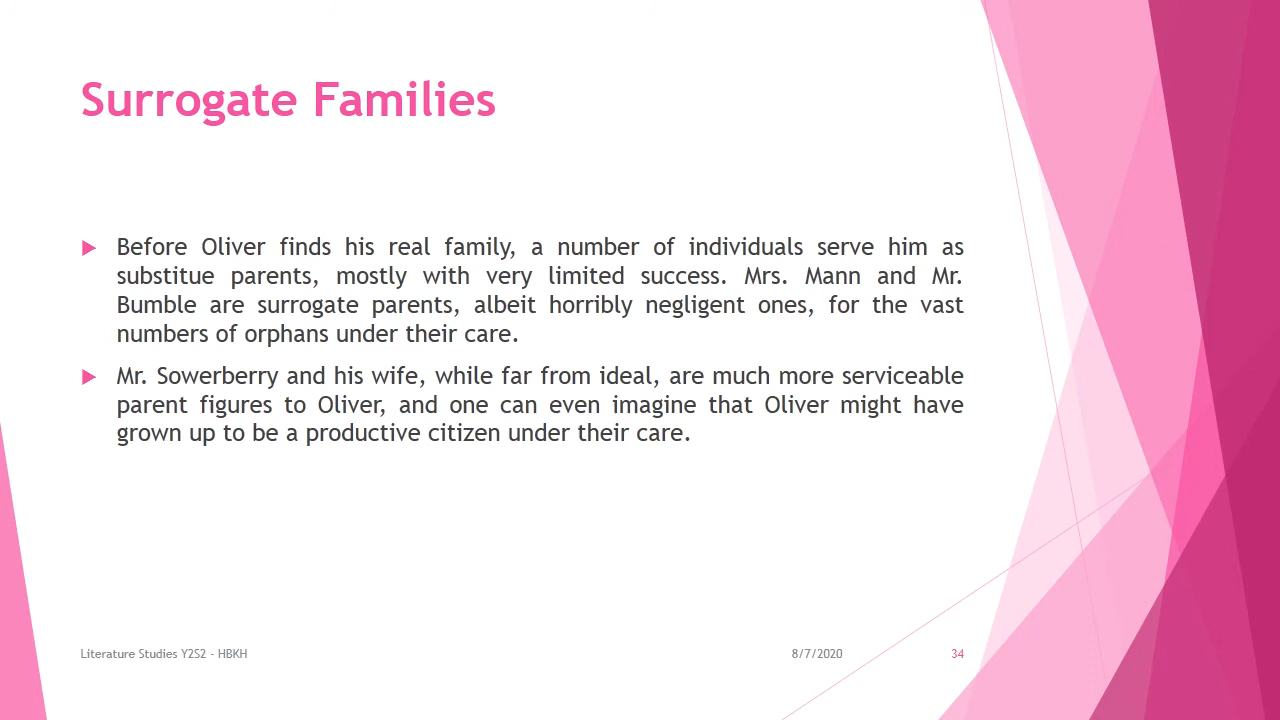 Surrogate Families
Before Oliver finds his real family, a number of individuals serve him as
substitue parents, mostly with very limited success. Mrs. Mann and Mr.
Bumble are surrogate parents, albeit horribly negligent ones, for the vast
numbers of orphans under their care.
Mr. Sowerberry and his wife, while far from ideal, are much more serviceable
parent figures to Oliver, and one can even imagine that Oliver might have
grown up to be a productive citizen under their care.
Literature Studies Y2S2 - HBKH
8/7/2020
34